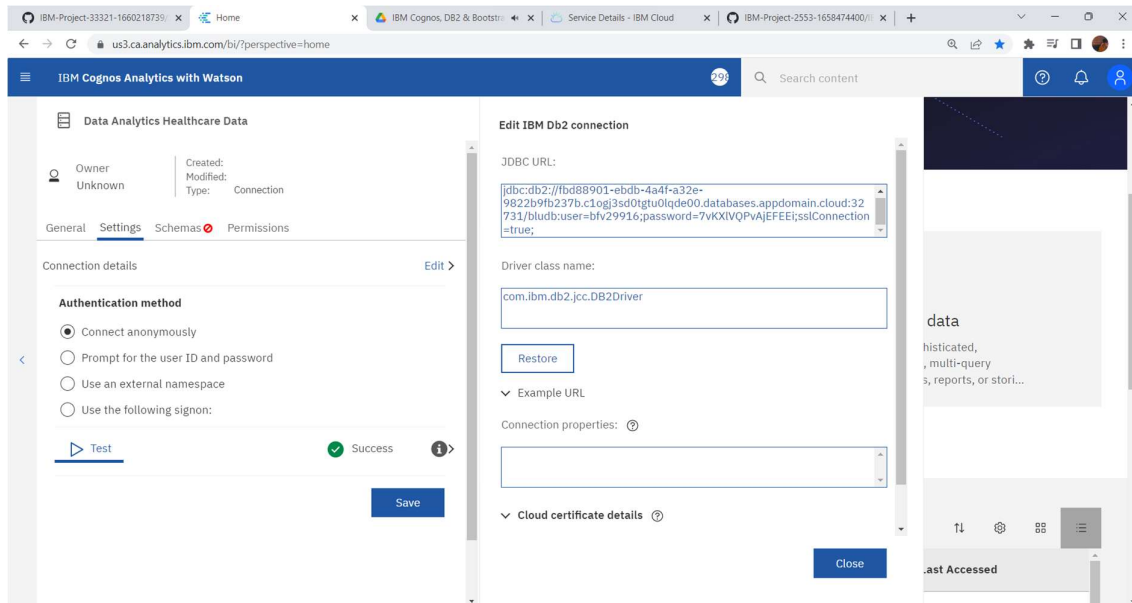 IBM-Project-33321-1660218739/
Home
IBM Cognos, DB2 & Bootstra
Service Details - IBM Cloud
IBM-Project-2553-1658474400/I
us3.ca.analytics.ibm.com/bi/?perspective=home
IBM Cognos Analytics with Watson
298
Search content
Data Analytics Healthcare Data
Owner
Unknown
Created:
Modified:
Type: Connection
General Settings Schemas Permissions
Connection details
Edit
Authentication method
Connect anonymously
Prompt for the user ID and password
Use an external namespace
Use the following signon:
Test
Success
Save
Edit IBM Db2 connection
JDBC URL:
jdbc:db2://fbd88901-ebdb-4a4f-a32e-
9822b9fb237b.c1ogj3sd0tgtu0lqde00.databases.appdomain.cloud:32
731/bludb:user=bfv29916;password=7vKXlVQPvAjEFEEi;sslConnection
=true;
Driver class name:
com.ibm.db2.jcc.DB2Driver
Restore
Example URL
Connection properties:
Cloud certificate details
Close
data
histicated,
, multi-query
s, reports, or stori...
Last Accessed